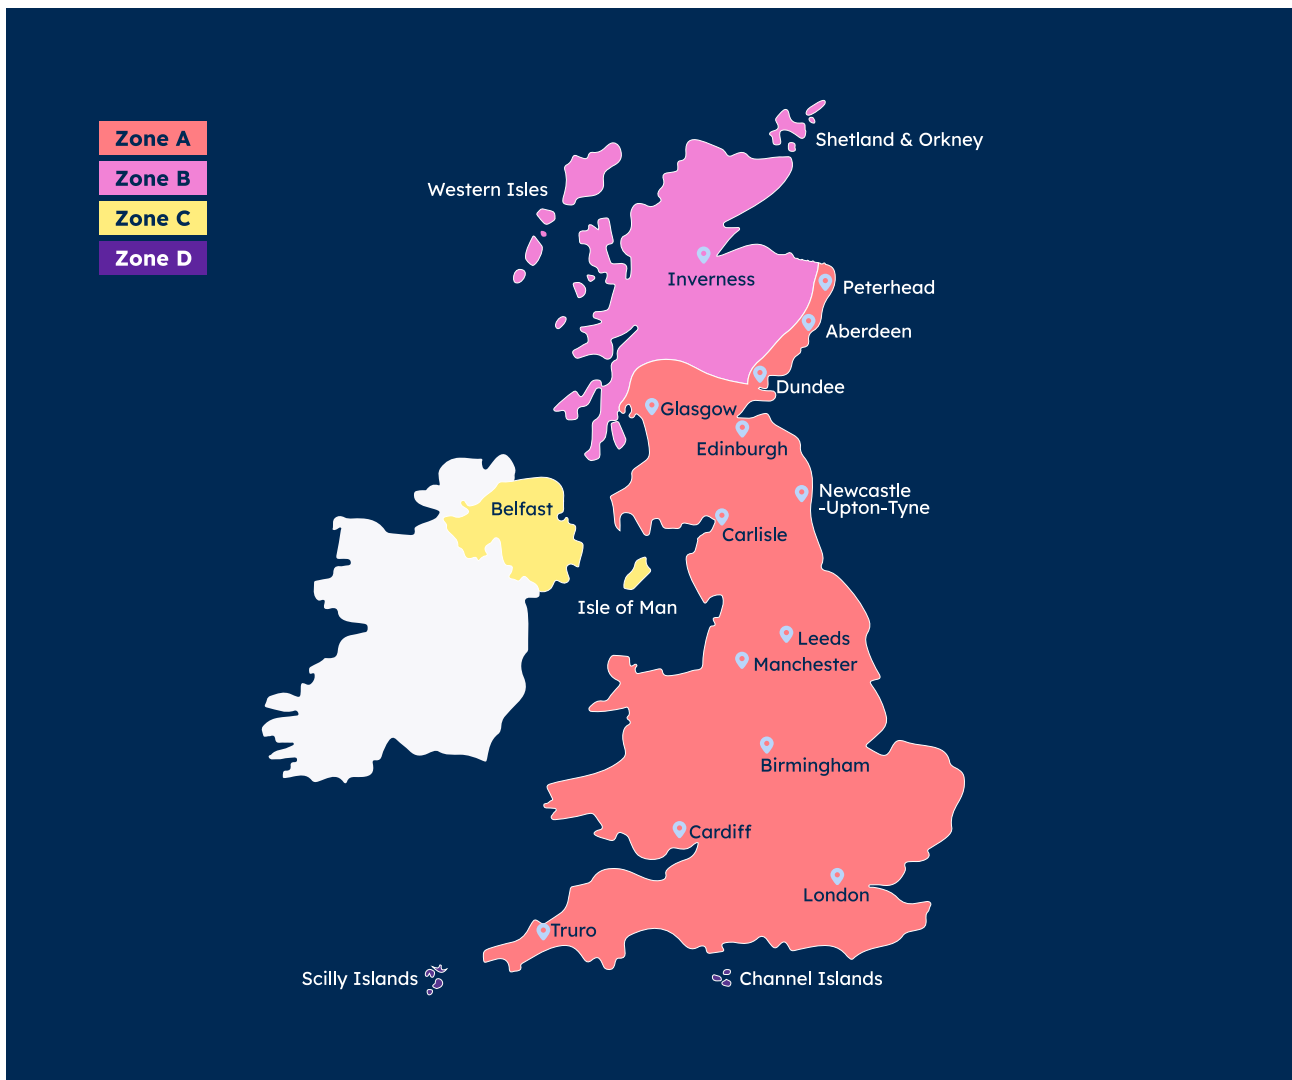 Zone A
Zone B
Zone C
Zone D
Shetland & Orkney
Western Isles
Inverness
Peterhead
Aberdeen
Dundee
Glasgow
Edinburgh
Newcastle
-Upton-Tyne
Belfast
Carlisle
Isle of Man
Leeds
Manchester
Birmingham
Cardiff
London
Truro
Scilly Islands
Channel Islands